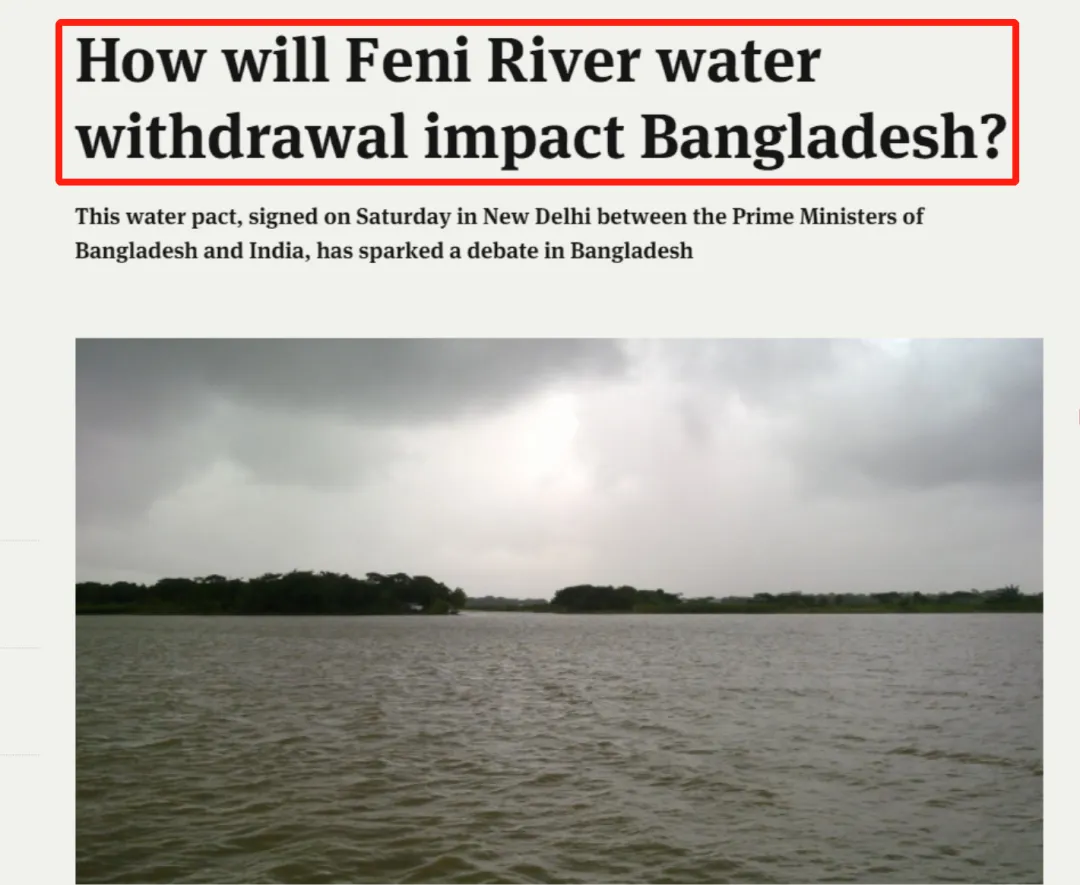 How will Feni River water
withdrawal impact Bangladesh?
This water pact, signed on Saturday in New Delhi between the Prime Ministers of
Bangladesh and India, has sparked a debate in Bangladesh